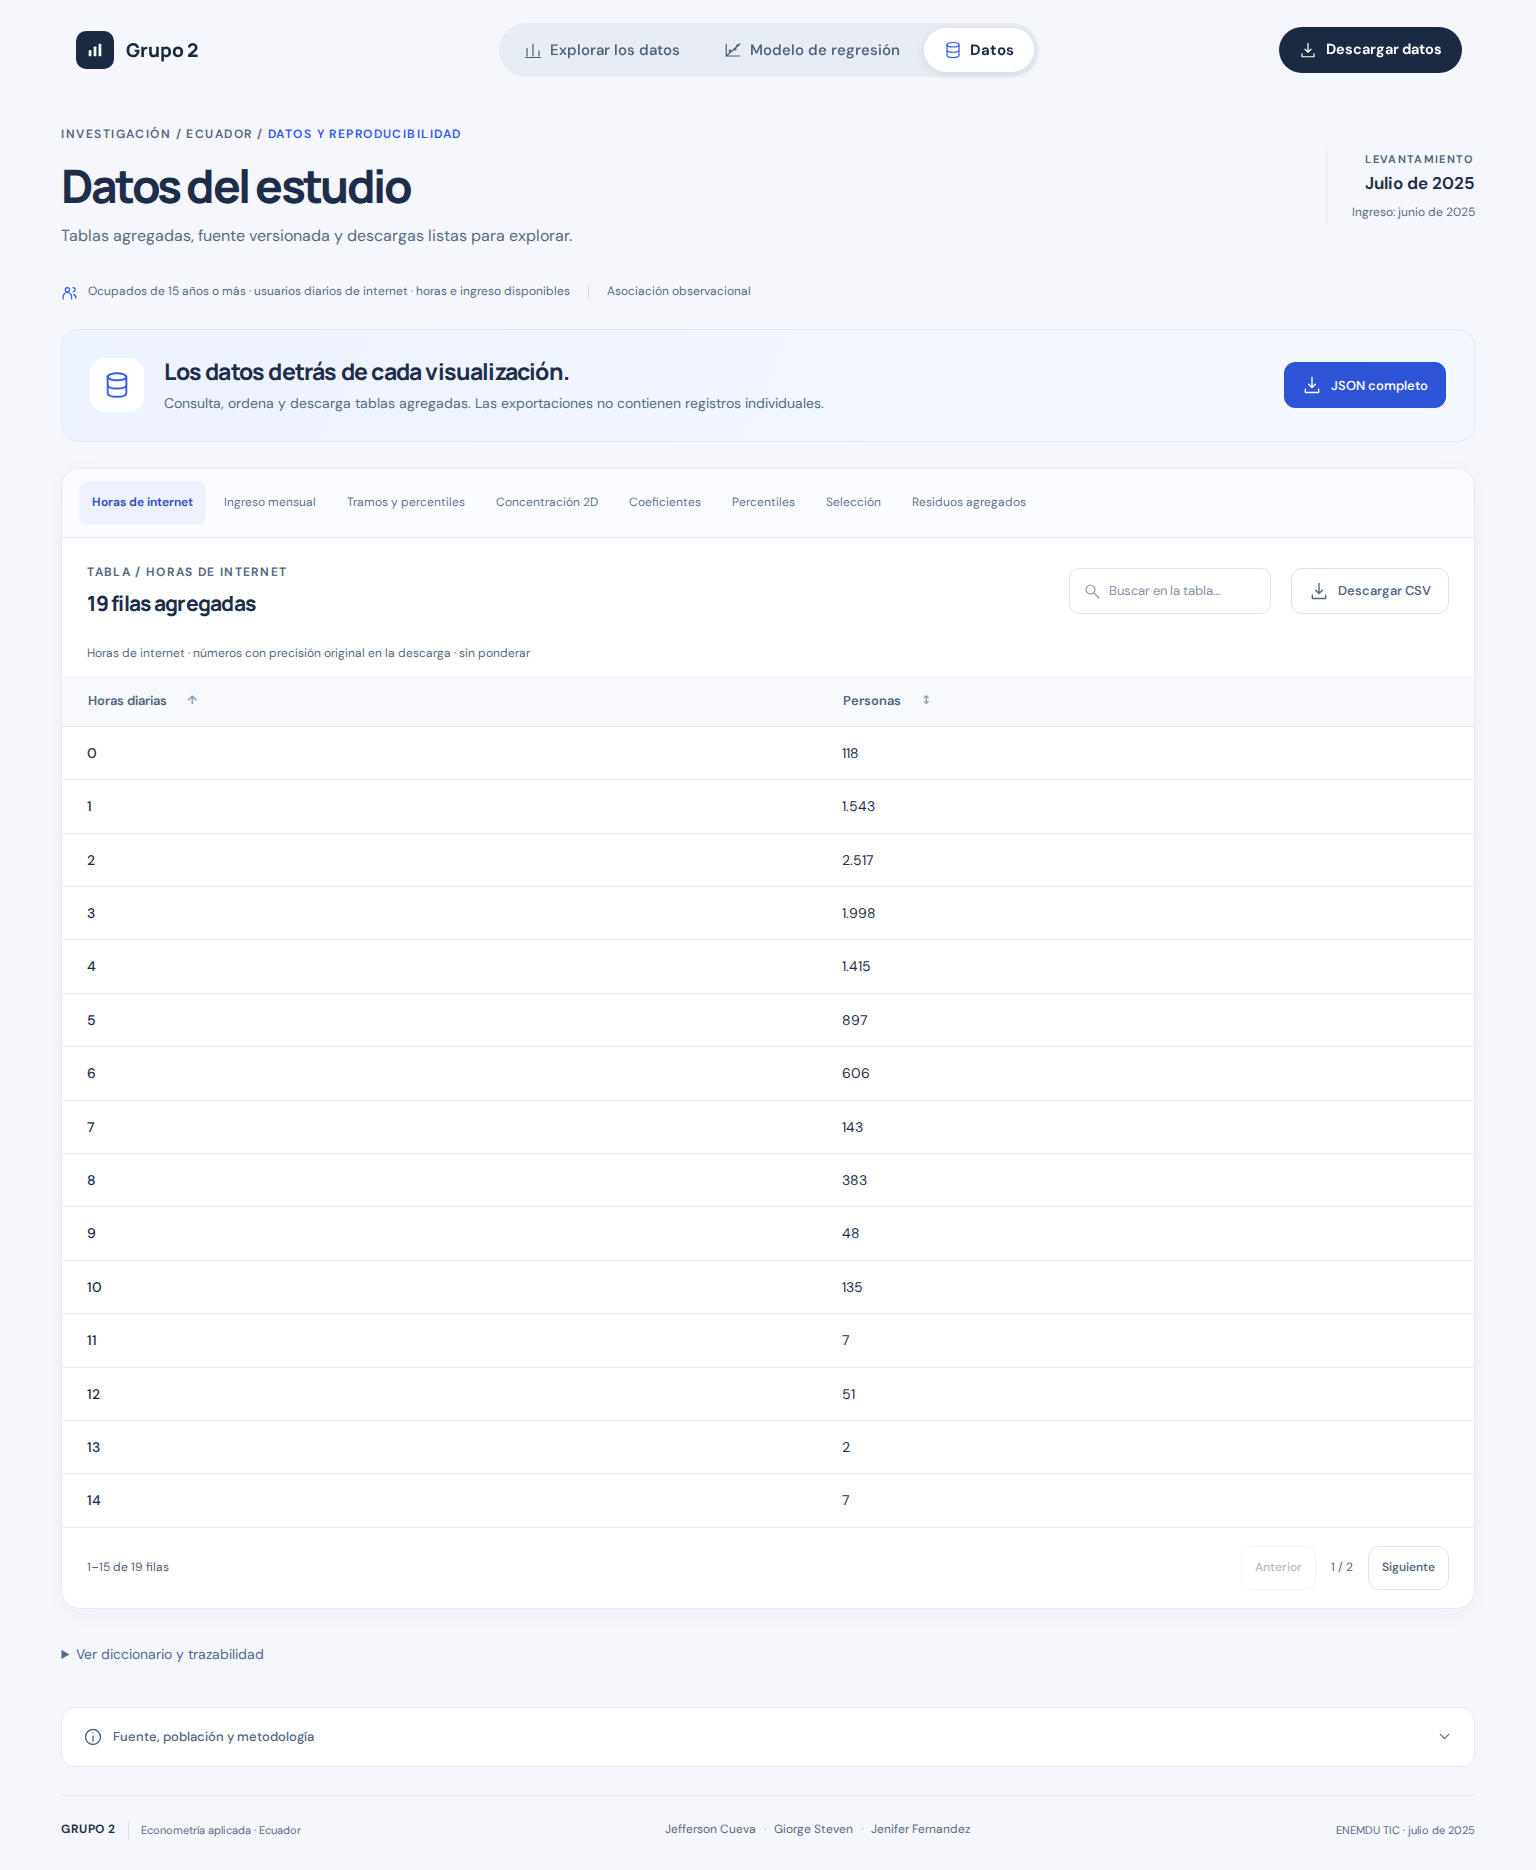 Grupo 2
Explorar los datos
Modelo de regresión
Datos
Descargar datos
INVESTIGACIÓN / ECUADOR / DATOS Y REPRODUCIBILIDAD
Datos del estudio
Tablas agregadas, fuente versionada y descargas listas para explorar.
LEVANTAMIENTO
Julio de 2025
Ingreso: junio de 2025
Ocupados de 15 años o más · usuarios diarios de internet · horas e ingreso disponibles
Asociación observacional
Los datos detrás de cada visualización.
Consulta, ordena y descarga tablas agregadas. Las exportaciones no contienen registros individuales.
JSON completo
Horas de internet
Ingreso mensual
Tramos y percentiles
Concentración 2D
Coeficientes
Percentiles
Selección
Residuos agregados
TABLA / HORAS DE INTERNET
19 filas agregadas
Buscar en la tabla...
Descargar CSV
Horas de internet · números con precisión original en la descarga · sin ponderar
Horas diarias ↑ Personas ↕
0 118
1 1.543
2 2.517
3 1.998
4 1.415
5 897
6 606
7 143
8 383
9 48
10 135
11 7
12 51
13 2
14 7
1–15 de 19 filas
Anterior
1 / 2
Siguiente
▶ Ver diccionario y trazabilidad
Fuente, población y metodología
GRUPO 2
Econometría aplicada · Ecuador
Jefferson Cueva · Giorge Steven · Jenifer Fernandez
ENEMDU TIC · julio de 2025